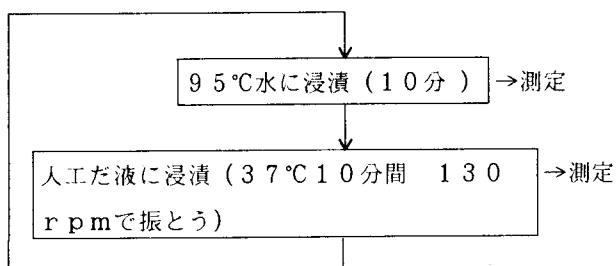 95℃水に浸漬(10分) →測定
人工だ液に浸漬(37℃10分間 130 →測定
rpmで振とう)